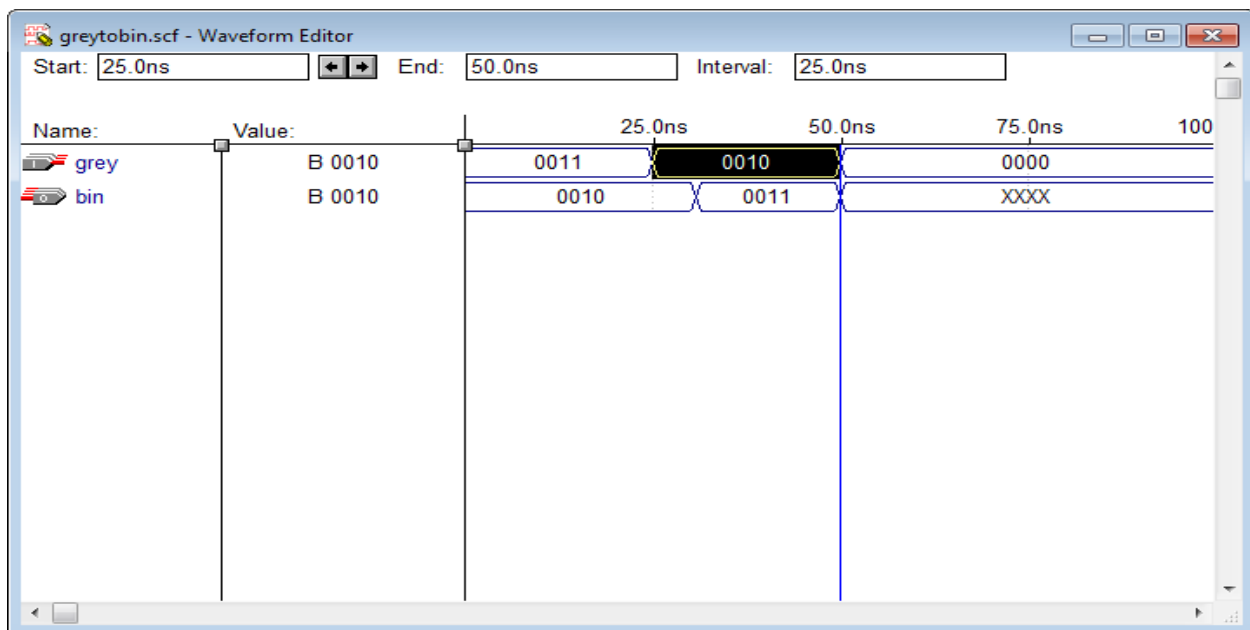 greytobin.scf - Waveform Editor
Start: 25.0ns End: 50.0ns Interval: 25.0ns
Name: Value: 25.0ns 50.0ns 75.0ns 100
grey B 0010 0011 0010 0000
bin B 0010 0010 0011 XXXX